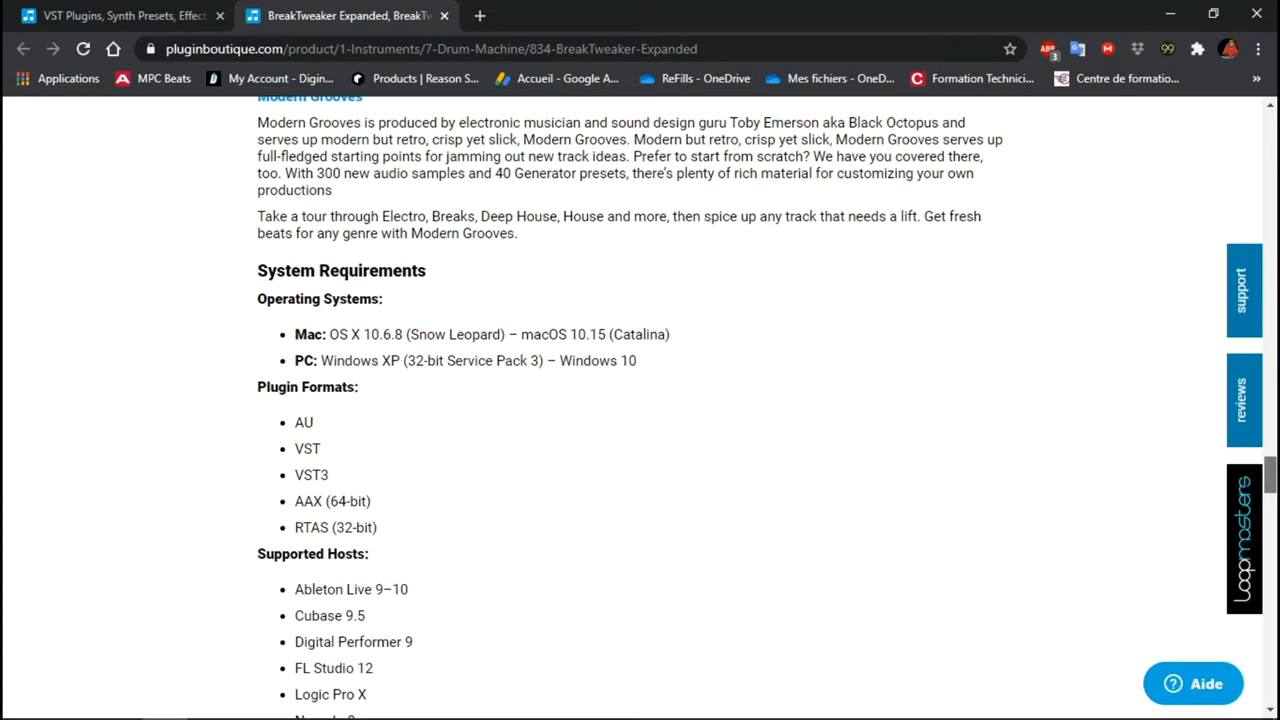 VST Plugins, Synth Presets, Effect
BreakTweaker Expanded, BreakTw
pluginboutique.com/product/1-Instruments/7-Drum-Machine/834-BreakTweaker-Expanded
ABP
3
99
Applications
MPC Beats
My Account - Digin...
Products | Reason S...
Accueil - Google A...
ReFills - OneDrive
Mes fichiers - OneD...
Formation Technici...
Centre de formatio...
»
Modern Grooves
Modern Grooves is produced by electronic musician and sound design guru Toby Emerson aka Black Octopus and
serves up modern but retro, crisp yet slick, Modern Grooves. Modern but retro, crisp yet slick, Modern Grooves serves up
full-fledged starting points for jamming out new track ideas. Prefer to start from scratch? We have you covered there,
too. With 300 new audio samples and 40 Generator presets, there's plenty of rich material for customizing your own
productions
Take a tour through Electro, Breaks, Deep House, House and more, then spice up any track that needs a lift. Get fresh
beats for any genre with Modern Grooves.
System Requirements
Operating Systems:
• Mac: OS X 10.6.8 (Snow Leopard) – macOS 10.15 (Catalina)
• PC: Windows XP (32-bit Service Pack 3) – Windows 10
Plugin Formats:
• AU
• VST
• VST3
• AAX (64-bit)
• RTAS (32-bit)
Supported Hosts:
• Ableton Live 9–10
• Cubase 9.5
• Digital Performer 9
• FL Studio 12
• Logic Pro X
support
reviews
loopmasters
Aide